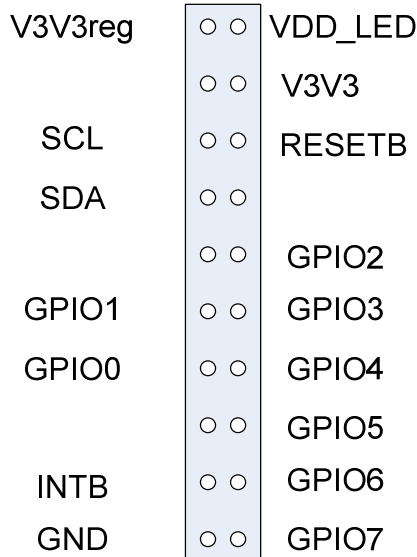 V3V3reg VDD_LED
V3V3
SCL RESETB
SDA
GPIO2
GPIO1 GPIO3
GPIO0 GPIO4
GPIO5
INTB GPIO6
GND GPIO7